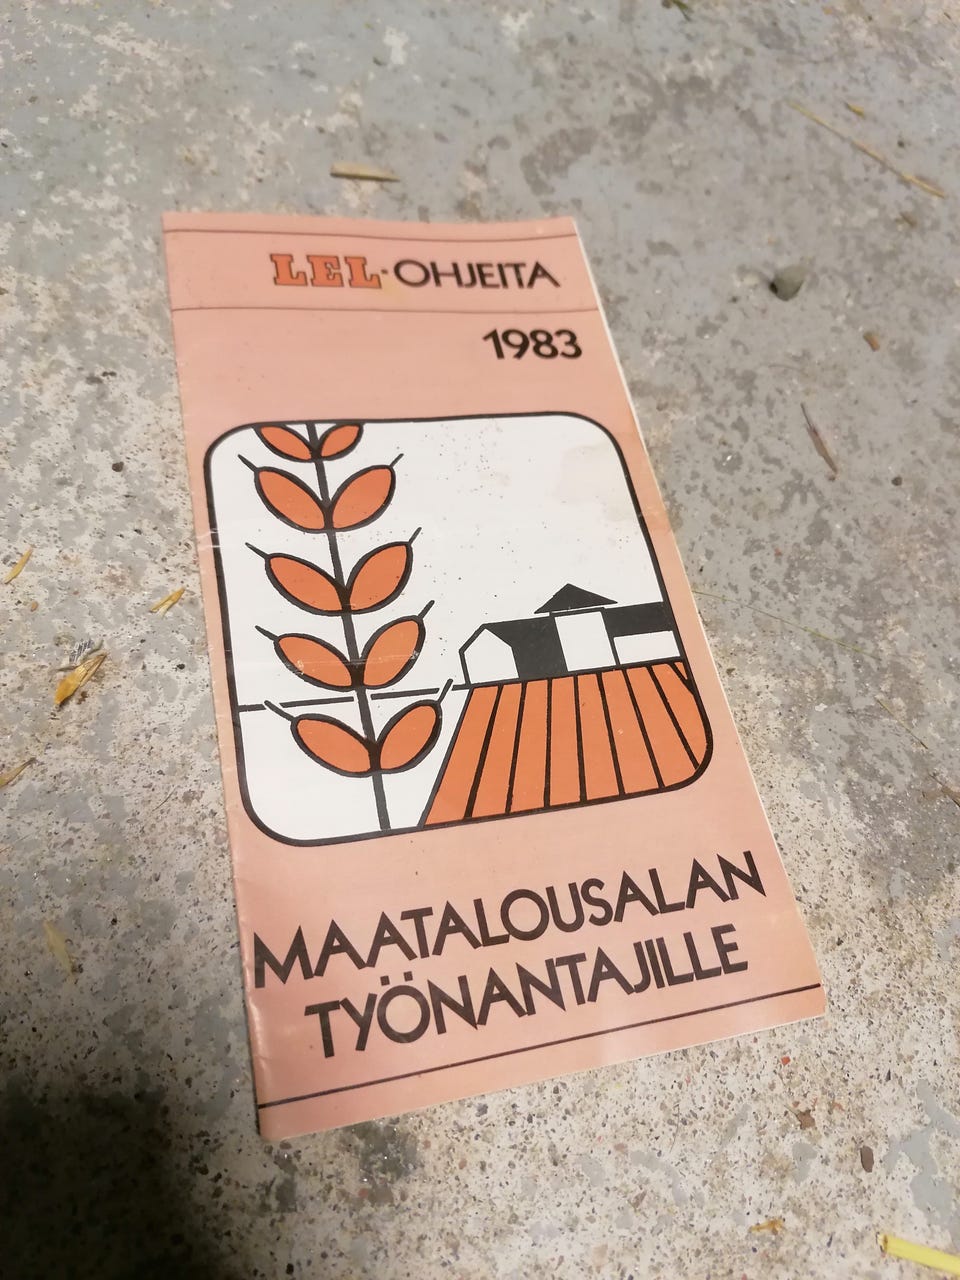 LEL-OHJEITA
1983
MAATALOUSALAN
TYÖNANTAJILLE